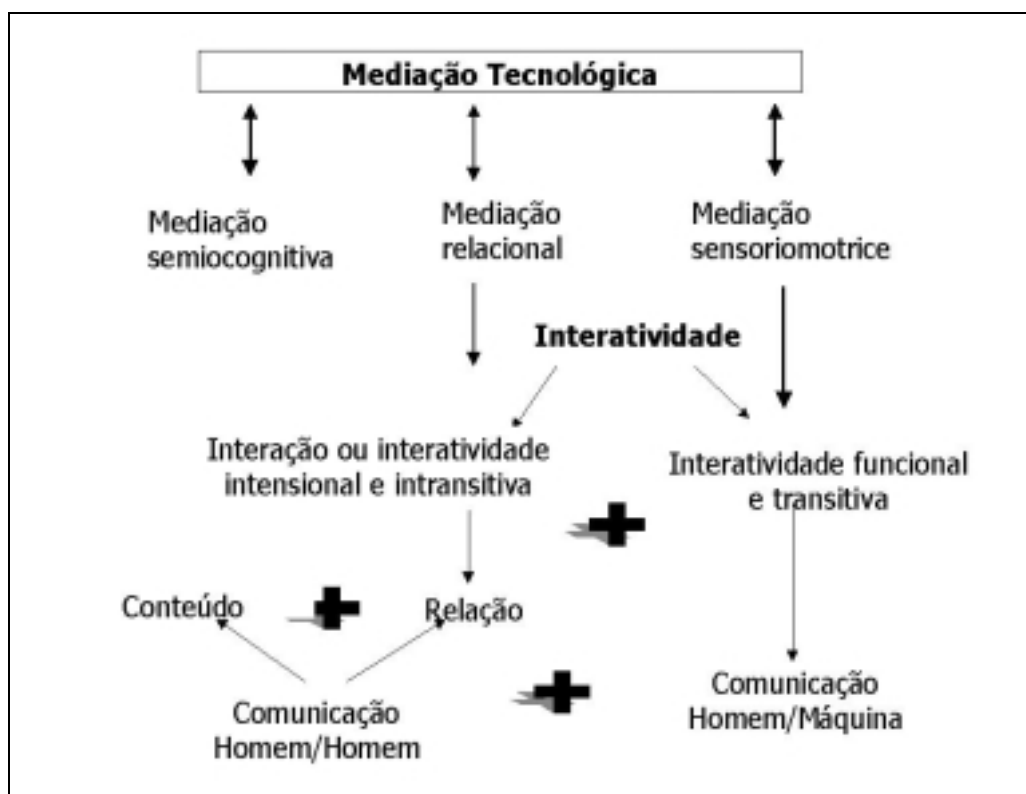 Mediação Tecnológica
Mediação
semiocognitiva
Mediação
relacional
Mediação
sensoriomotrice
Interatividade
Interação ou interatividade
intensional e intransitiva
Interatividade funcional
e transitiva
Conteúdo
Relação
Comunicação
Homem/Homem
Comunicação
Homem/Máquina